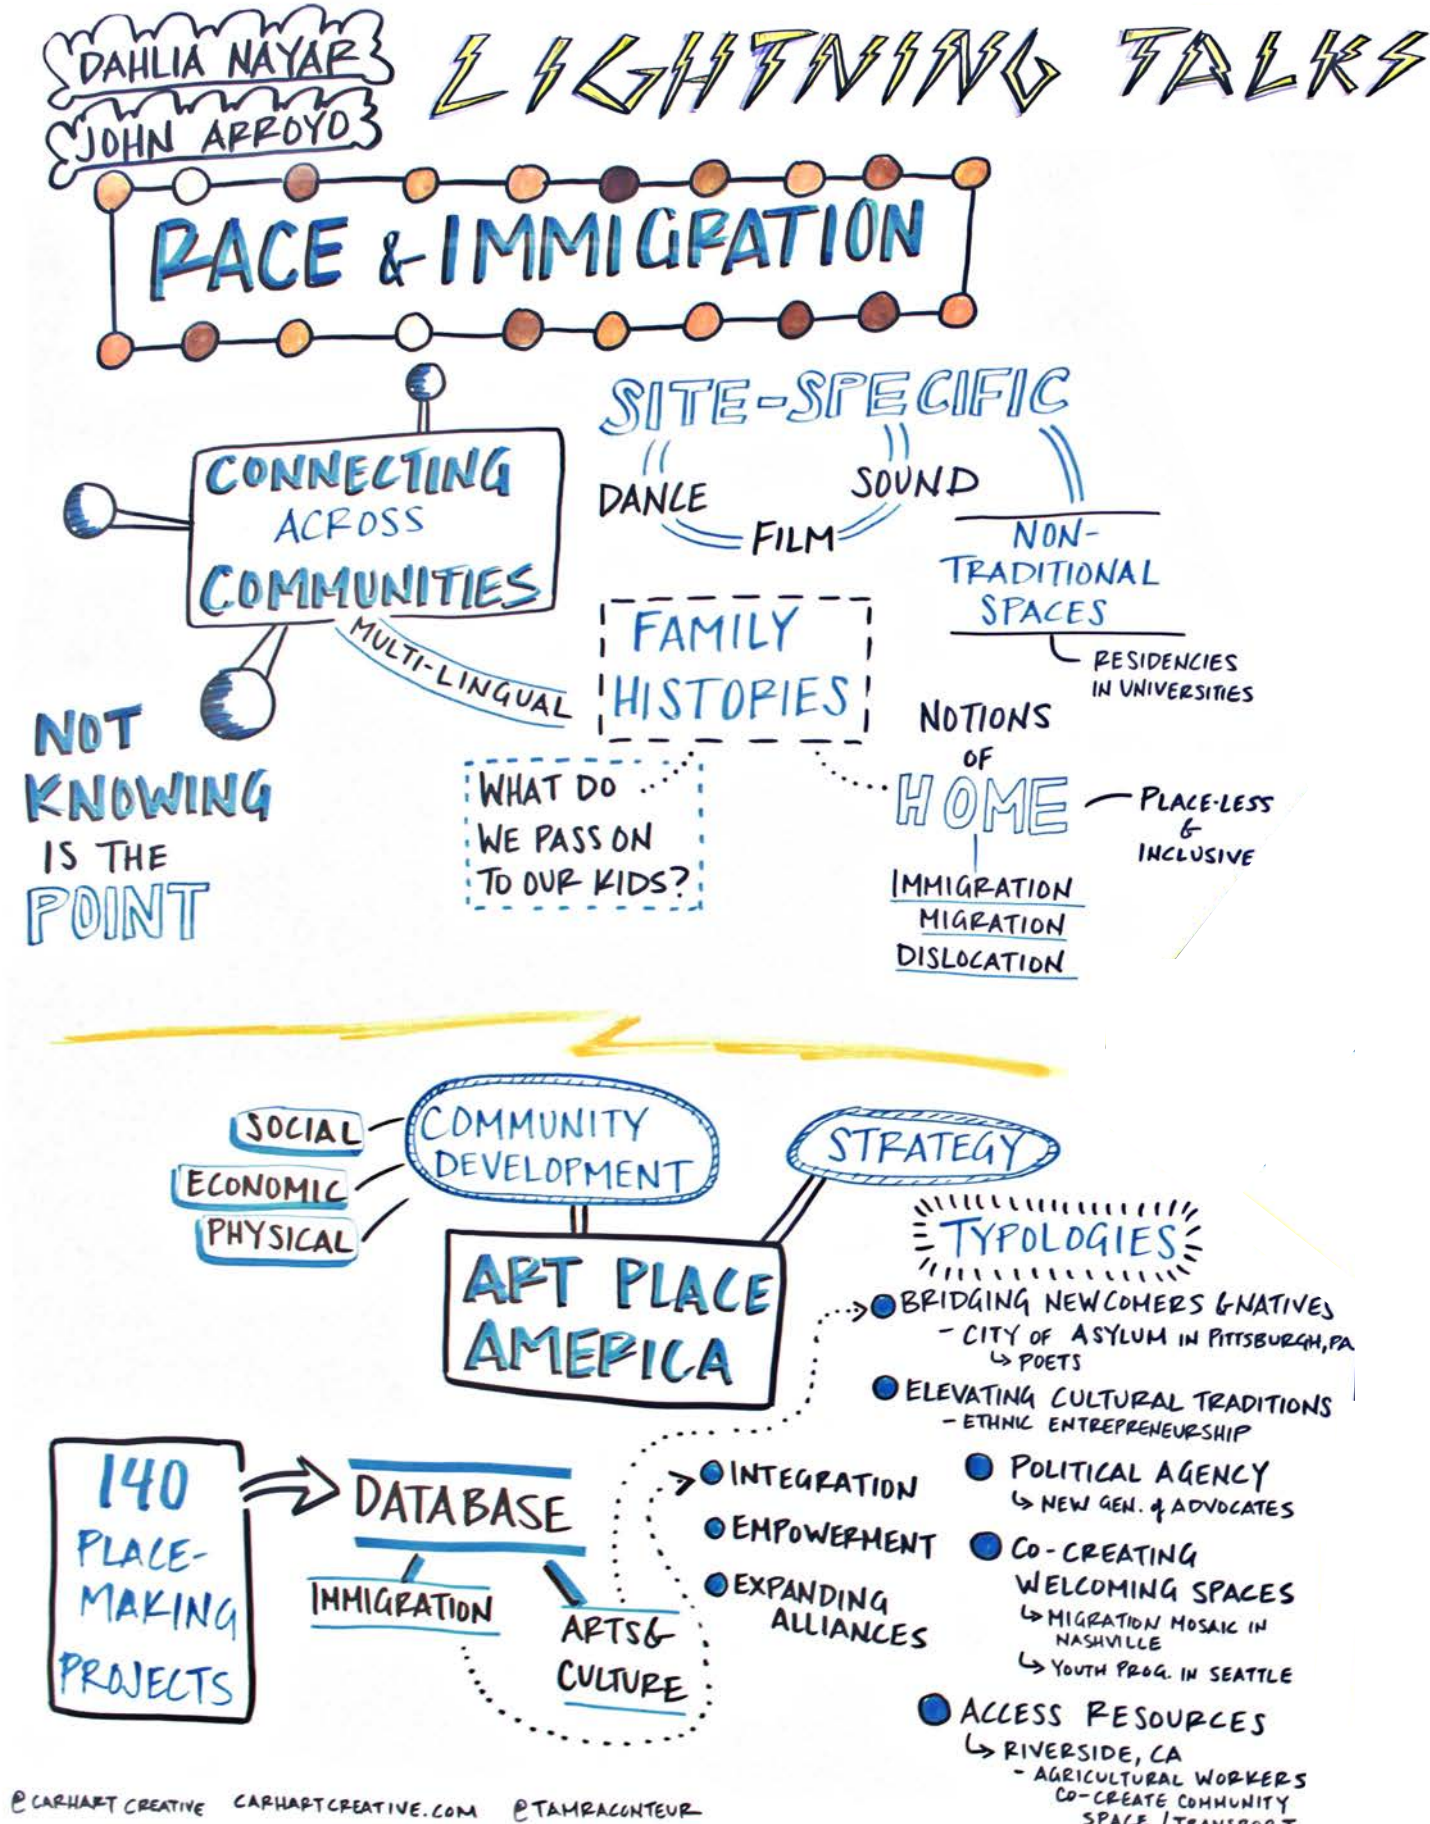 DAHLIA NAYAR
JOHN ARROYO
LIGHTNING TALKS
RACE & IMMIGRATION
CONNECTING
ACROSS
COMMUNITIES
MULTI-LINGUAL
SITE-SPECIFIC
DANCE
FILM
SOUND
NON-
TRADITIONAL
SPACES
RESIDENCIES
IN UNIVERSITIES
FAMILY
HISTORIES
NOT
KNOWING
IS THE
POINT
WHAT DO
WE PASS ON
TO OUR KIDS?
NOTIONS
OF
HOME
PLACE-LESS
&
INCLUSIVE
IMMIGRATION
MIGRATION
DISLOCATION
SOCIAL
ECONOMIC
PHYSICAL
COMMUNITY
DEVELOPMENT
STRATEGY
ART PLACE
AMERICA
TYPOLOGIES
BRIDGING NEWCOMERS & NATIVES
- CITY OF ASYLUM IN PITTSBURGH, PA
↳ POETS
ELEVATING CULTURAL TRADITIONS
- ETHNIC ENTREPRENEURSHIP
POLITICAL AGENCY
↳ NEW GEN. of ADVOCATES
CO-CREATING
WELCOMING SPACES
↳ MIGRATION MOSAIC IN
NASHVILLE
↳ YOUTH PROG. IN SEATTLE
ACCESS RESOURCES
↳ RIVERSIDE, CA
- AGRICULTURAL WORKERS
CO-CREATE COMMUNITY
SPACE / TRANSPORT
140
PLACE-
MAKING
PROJECTS
DATABASE
IMMIGRATION
ARTS &
CULTURE
INTEGRATION
EMPOWERMENT
EXPANDING
ALLIANCES
@CARHARTCREATIVE CARHARTCREATIVE.COM @TAMRACONTEUR